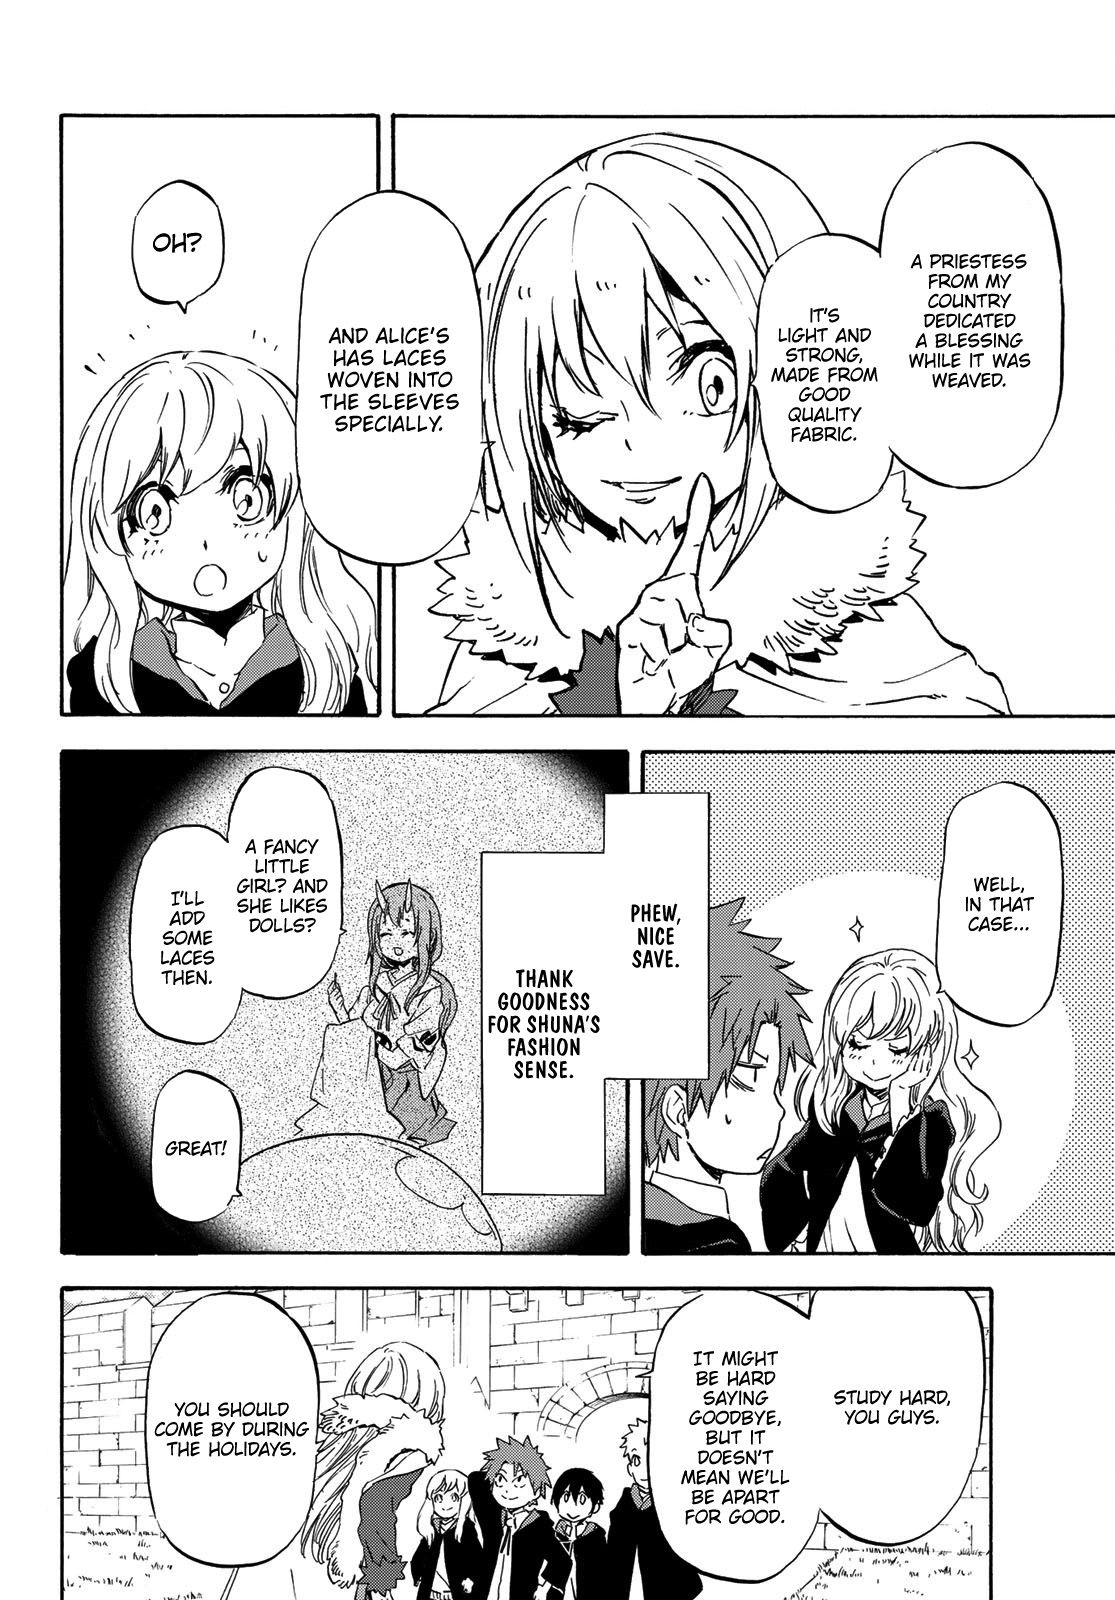 A PRIESTESS
FROM MY
COUNTRY
DEDICATED
A BLESSING
WHILE IT WAS
WEAVED.
IT'S
LIGHT AND
STRONG,
MADE FROM
GOOD
QUALITY
FABRIC.
AND ALICE'S
HAS LACES
WOVEN INTO
THE SLEEVES
SPECIALLY.
OH?
WELL,
IN THAT
CASE...
PHEW,
NICE
SAVE.
THANK
GOODNESS
FOR SHUNA'S
FASHION
SENSE.
A FANCY
LITTLE
GIRL? AND
SHE LIKES
DOLLS?
I'LL
ADD
SOME
LACES
THEN.
GREAT!
STUDY HARD,
YOU GUYS.
IT MIGHT
BE HARD
SAYING
GOODBYE,
BUT IT
DOESN'T
MEAN WE'LL
BE APART
FOR GOOD.
YOU SHOULD
COME BY DURING
THE HOLIDAYS.